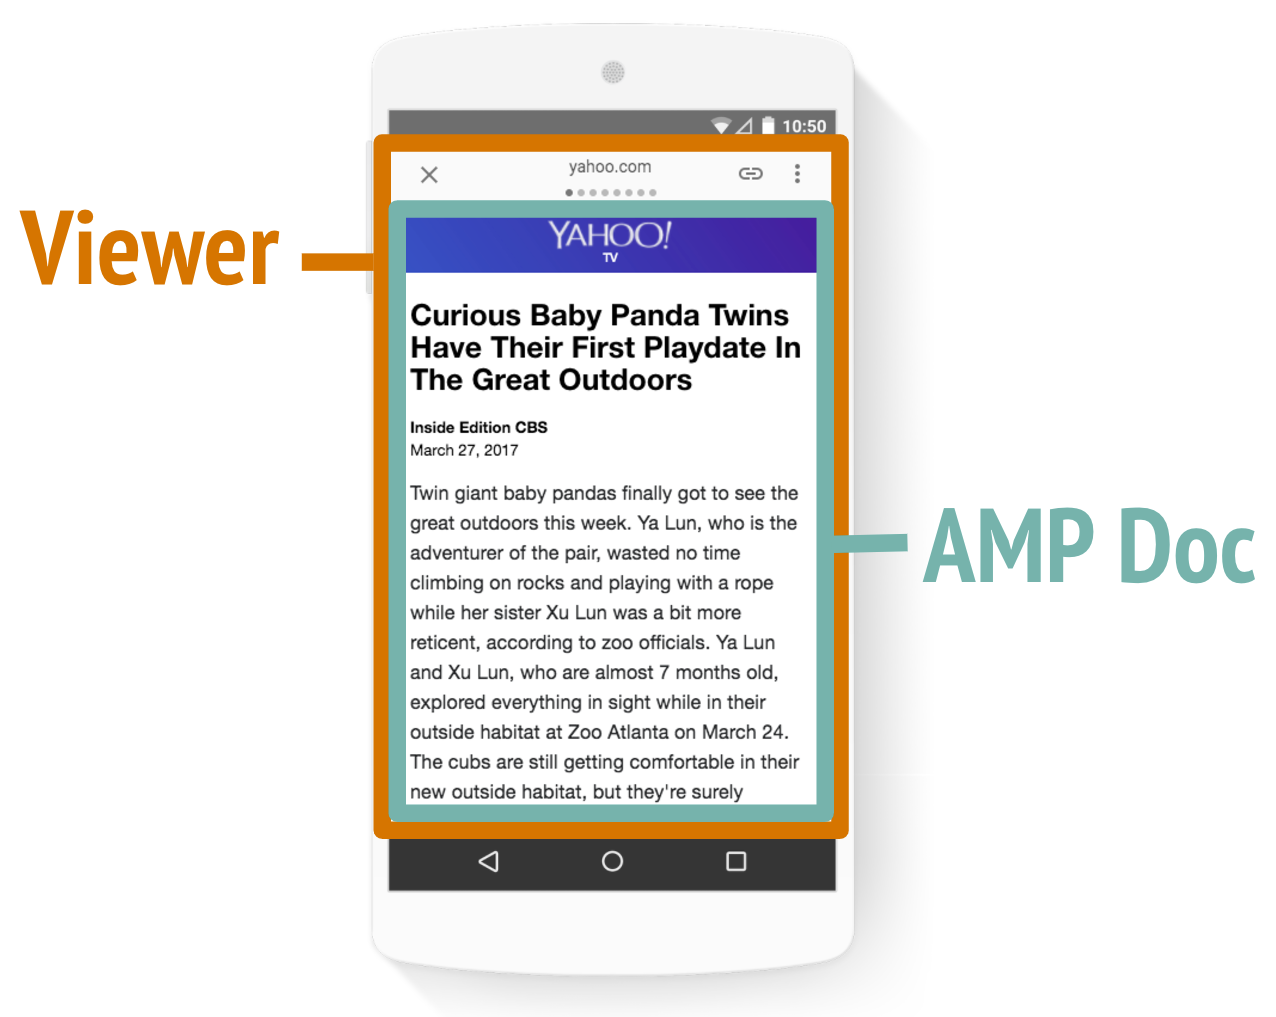 10:50
yahoo.com
Viewer
YAHOO!
TV
Curious Baby Panda Twins
Have Their First Playdate In
The Great Outdoors
Inside Edition CBS
March 27, 2017
Twin giant baby pandas finally got to see the
great outdoors this week. Ya Lun, who is the
adventurer of the pair, wasted no time
climbing on rocks and playing with a rope
while her sister Xu Lun was a bit more
reticent, according to zoo officials. Ya Lun
and Xu Lun, who are almost 7 months old,
explored everything in sight while in their
outside habitat at Zoo Atlanta on March 24.
The cubs are still getting comfortable in their
new outside habitat, but they're surely
AMP Doc